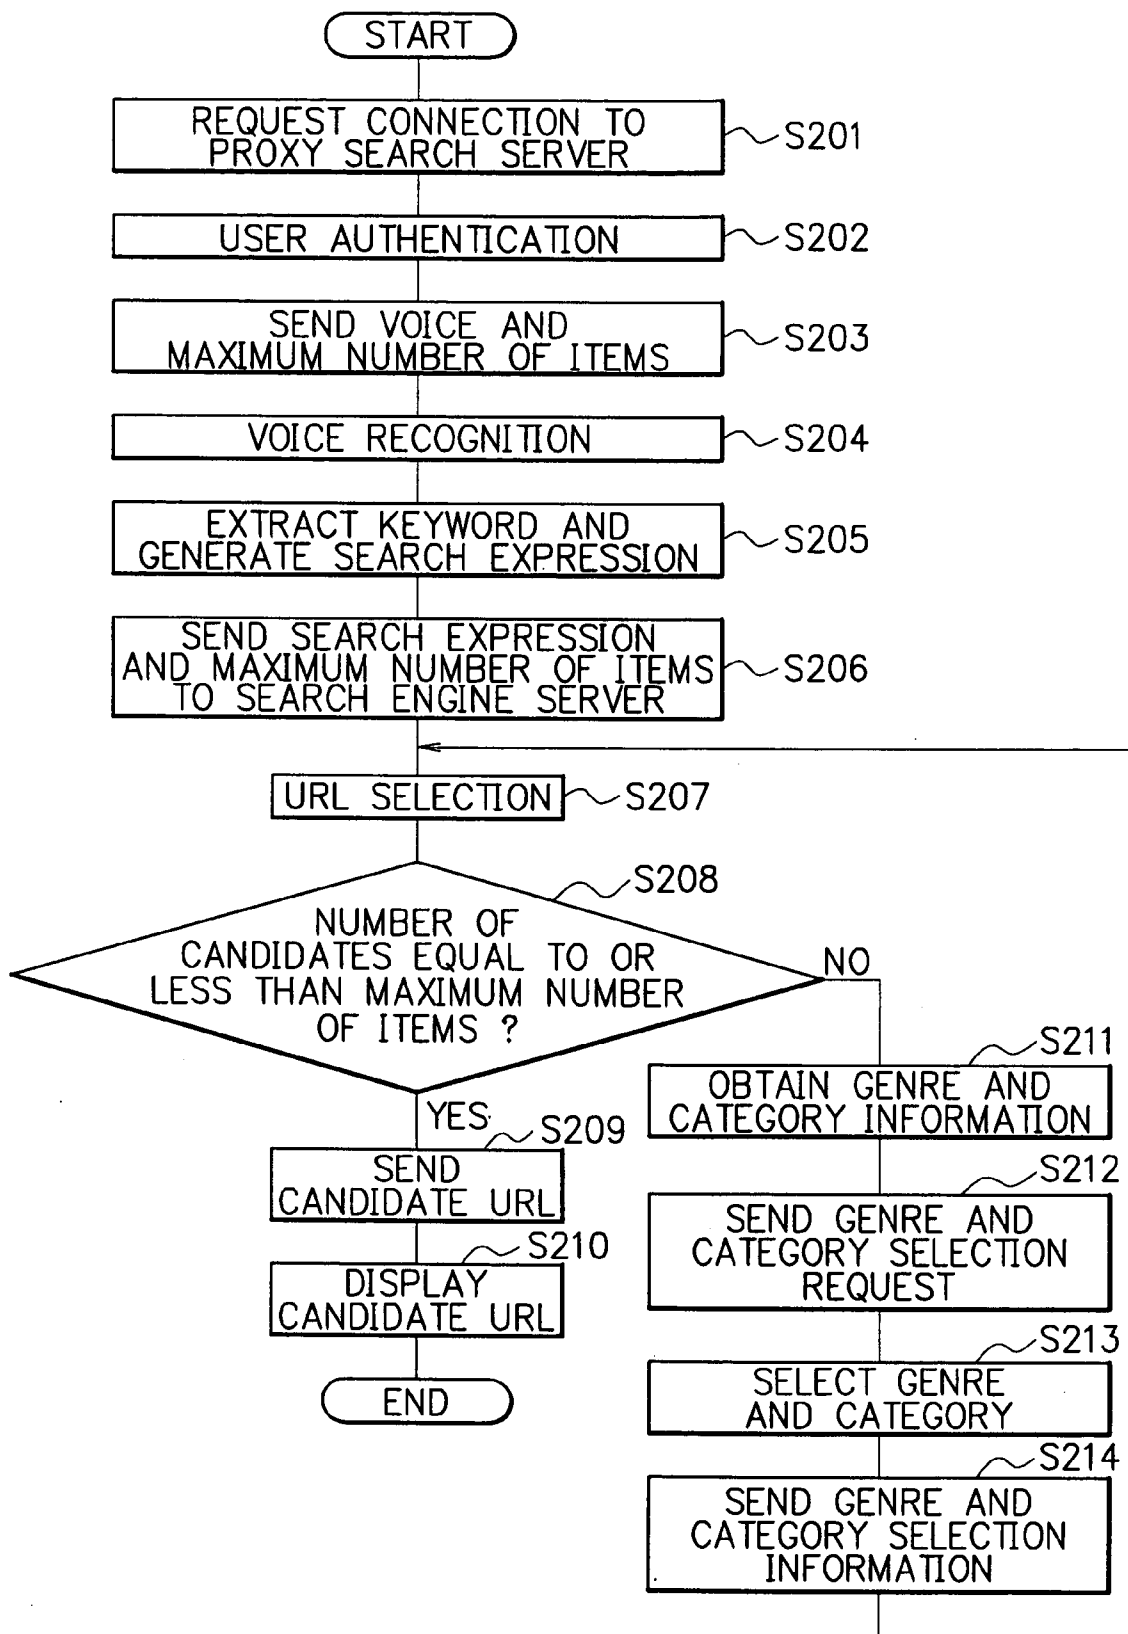 START
REQUEST CONNECTION TO
PROXY SEARCH SERVER
S201
USER AUTHENTICATION
S202
SEND VOICE AND
MAXIMUM NUMBER OF ITEMS
S203
VOICE RECOGNITION
S204
EXTRACT KEYWORD AND
GENERATE SEARCH EXPRESSION
S205
SEND SEARCH EXPRESSION
AND MAXIMUM NUMBER OF ITEMS
TO SEARCH ENGINE SERVER
S206
URL SELECTION
S207
S208
NUMBER OF
CANDIDATES EQUAL TO OR
LESS THAN MAXIMUM NUMBER
OF ITEMS ?
NO
YES
S209
SEND
CANDIDATE URL
S210
DISPLAY
CANDIDATE URL
END
S211
OBTAIN GENRE AND
CATEGORY INFORMATION
S212
SEND GENRE AND
CATEGORY SELECTION
REQUEST
S213
SELECT GENRE
AND CATEGORY
S214
SEND GENRE AND
CATEGORY SELECTION
INFORMATION